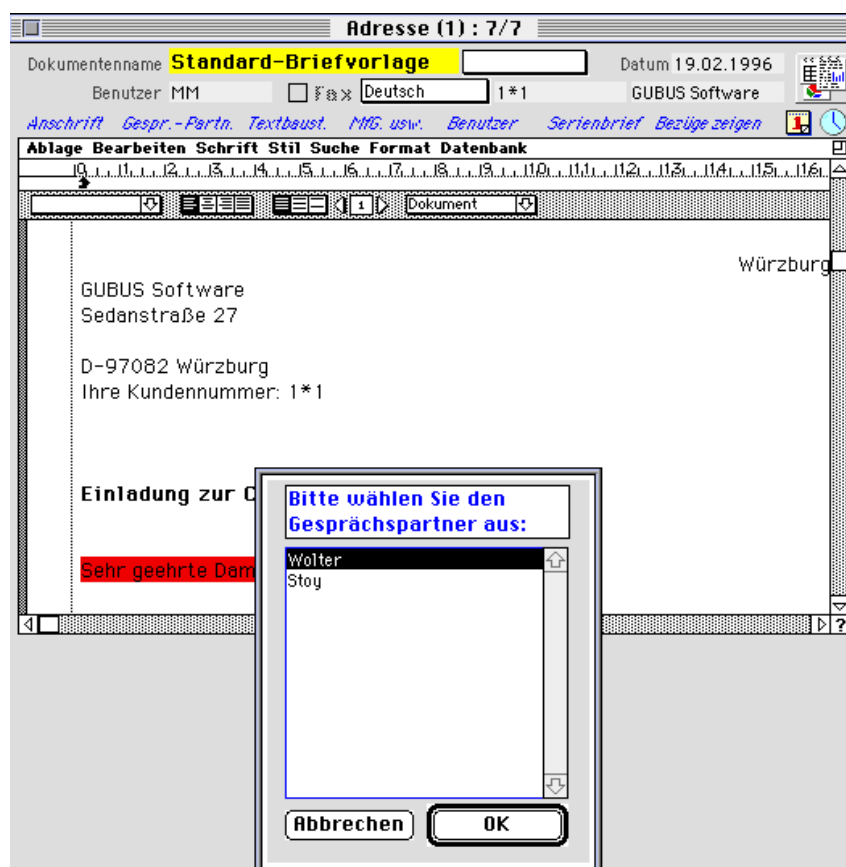 Adresse (1) : 7/7
Dokumentenname Standard-Briefvorlage Datum 19.02.1996
Benutzer MM Fax Deutsch 1*1 GUBUS Software
Anschrift Gespr.-Partn. Textbaust. MfG. usw. Benutzer Serienbrief Bezüge zeigen
Ablage Bearbeiten Schrift Stil Suche Format Datenbank
0 1 2 3 4 5 6 7 8 9 10 11 12 13 14 15 16
1 Dokument
Würzburg
GUBUS Software
Sedanstraße 27
D-97082 Würzburg
Ihre Kundennummer: 1*1
Einladung zur C
Sehr geehrte Dam
?
Bitte wählen Sie den
Gesprächspartner aus:
Wolter
Stoy
Abbrechen OK